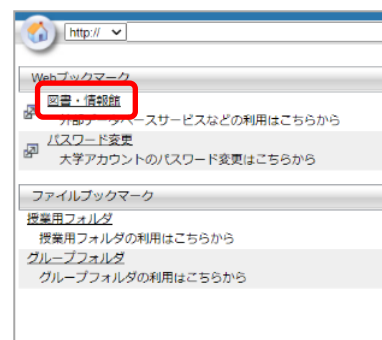 http://
Webブックマーク
図書・情報館
外部データベースサービスなどの利用はこちらから
パスワード変更
大学アカウントのパスワード変更はこちらから
ファイルブックマーク
授業用フォルダ
授業用フォルダの利用はこちらから
グループフォルダ
グループフォルダの利用はこちらから